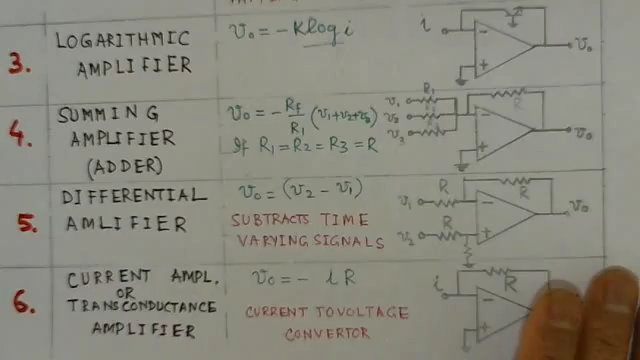 3. LOGARITHMIC AMPLIFIER
v₀ = -K log i
i
v₀
4. SUMMING AMPLIFIER (ADDER)
v₀ = - Rf/R₁ (v₁+v₂+v₃)
If R₁ = R₂ = R₃ = R
R₁
v₁
v₂
v₃
R
v₀
5. DIFFERENTIAL AMLIFIER
v₀ = (v₂ - v₁)
SUBTRACTS TIME
VARYING SIGNALS
R
R
v₁
R
v₂
v₀
6. CURRENT AMPL. OR TRANSCONDUCTANCE AMPLIFIER
v₀ = - i R
CURRENT TO VOLTAGE
CONVERTOR
i
R